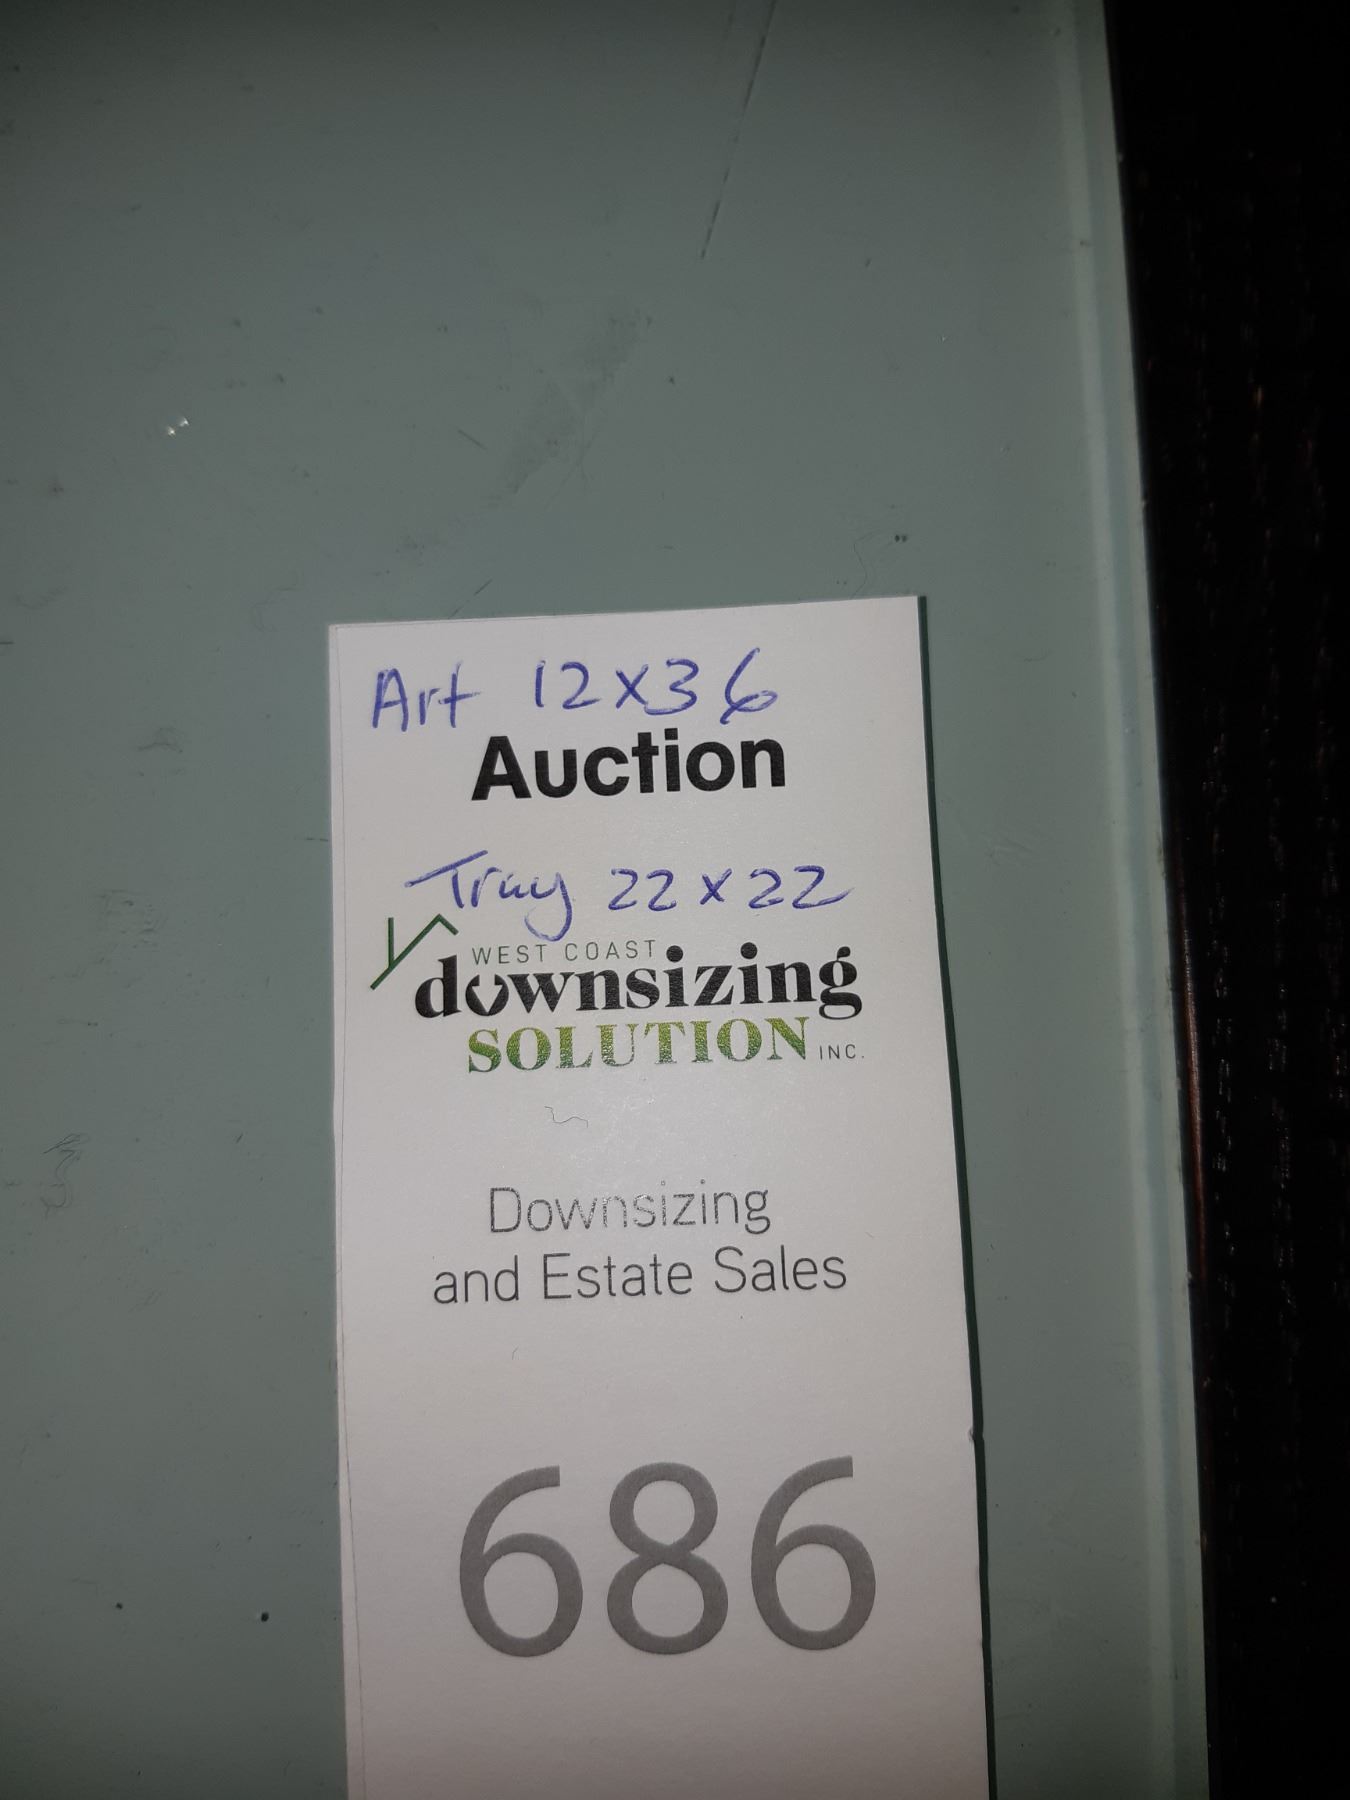 Art 12x36
Auction
Tray 22x22
WEST COAST
downsizing
SOLUTION INC.
Downsizing
and Estate Sales
686